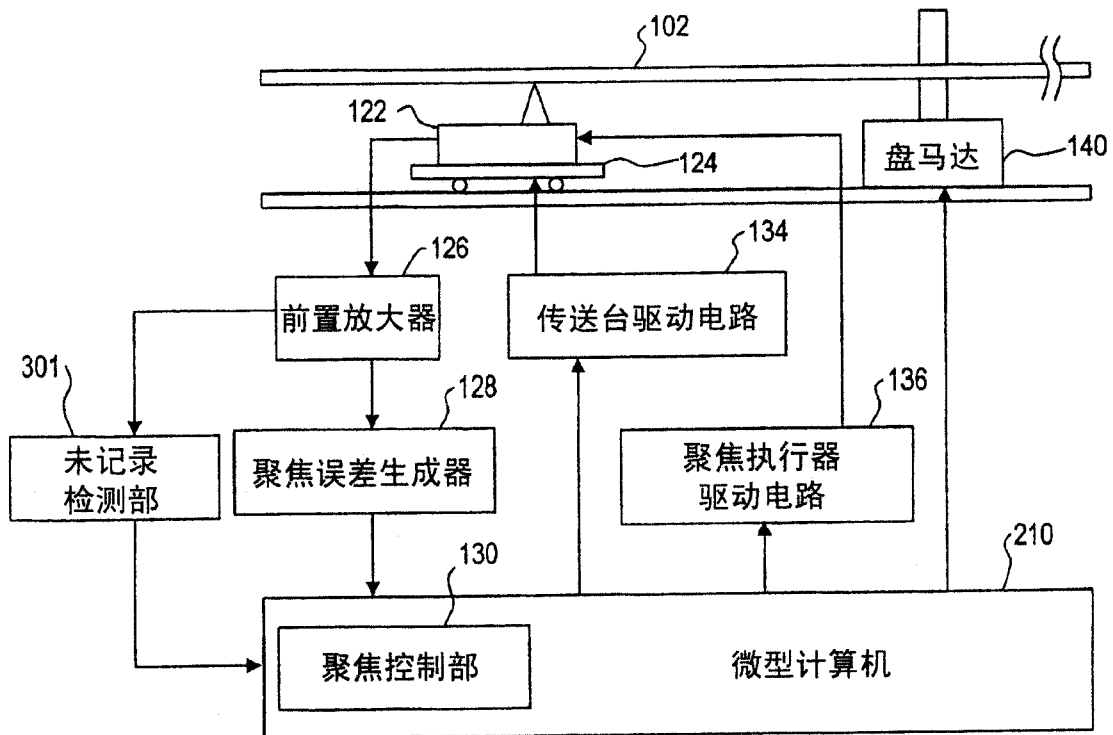 102
122
124
盘马达
140
126
134
前置放大器
传送台驱动电路
301
128
136
未记录
检测部
聚焦误差生成器
聚焦执行器
驱动电路
130
210
聚焦控制部
微型计算机